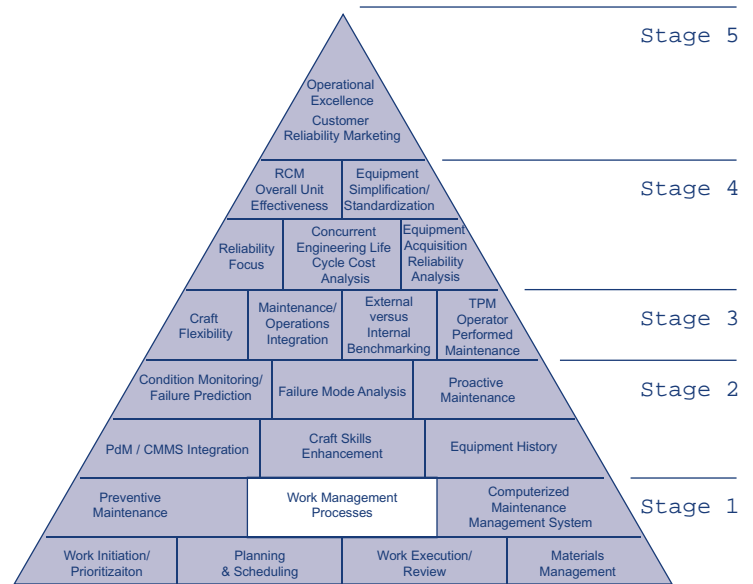 Stage 5
Operational
Excellence
Customer
Reliability Marketing
Stage 4
RCM
Overall Unit
Effectiveness
Equipment
Simplification/
Standardization
Reliability
Focus
Concurrent
Engineering Life
Cycle Cost
Analysis
Equipment
Acquisition
Reliability
Analysis
Stage 3
Craft
Flexibility
Maintenance/
Operations
Integration
External
versus
Internal
Benchmarking
TPM
Operator
Performed
Maintenance
Stage 2
Condition Monitoring/
Failure Prediction
Failure Mode Analysis
Proactive
Maintenance
PdM / CMMS Integration
Craft Skills
Enhancement
Equipment History
Stage 1
Preventive
Maintenance
Work Management
Processes
Computerized
Maintenance
Management System
Work Initiation/
Prioritizaiton
Planning
& Scheduling
Work Execution/
Review
Materials
Management